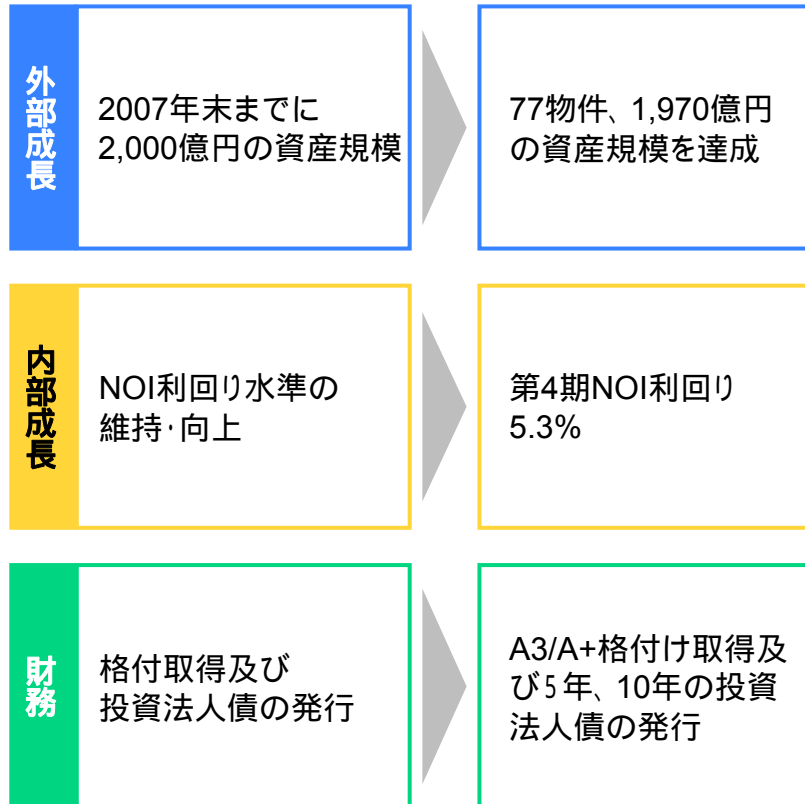 外部成長
2007年末までに
2,000億円の資産規模
77物件、1,970億円
の資産規模を達成
内部成長
NOI利回り水準の
維持・向上
第4期NOI利回り
5.3%
財務
格付取得及び
投資法人債の発行
A3/A+格付け取得及
び5年、10年の投資
法人債の発行